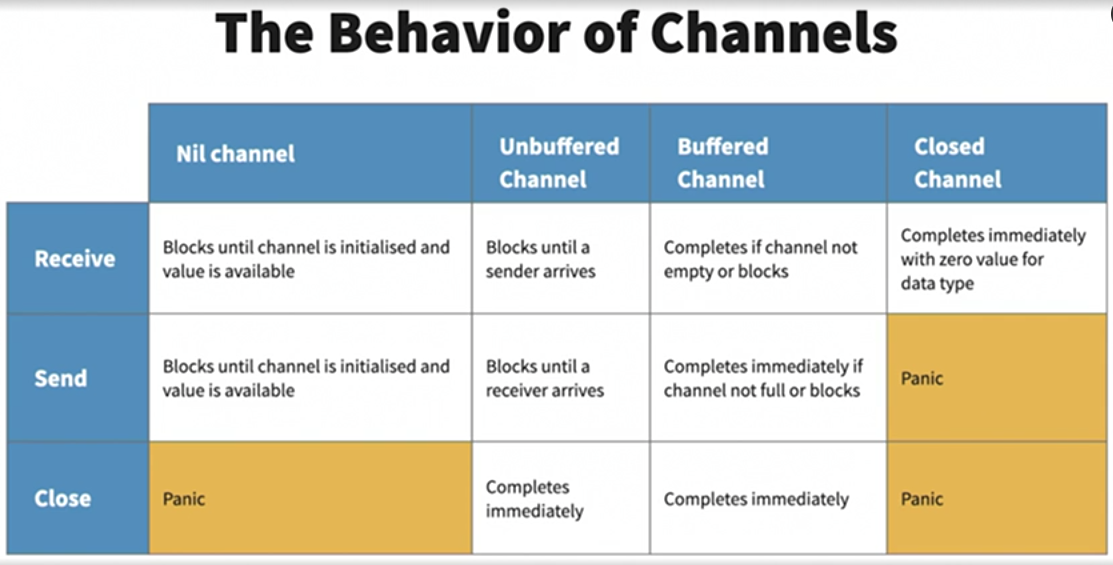 The Behavior of Channels
Nil channel
Unbuffered
Channel
Buffered
Channel
Closed
Channel
Receive
Blocks until channel is initialised and
value is available
Blocks until a
sender arrives
Completes if channel not
empty or blocks
Completes immediately
with zero value for
data type
Send
Blocks until channel is initialised and
value is available
Blocks until a
receiver arrives
Completes immediately if
channel not full or blocks
Panic
Close
Panic
Completes
immediately
Completes immediately
Panic